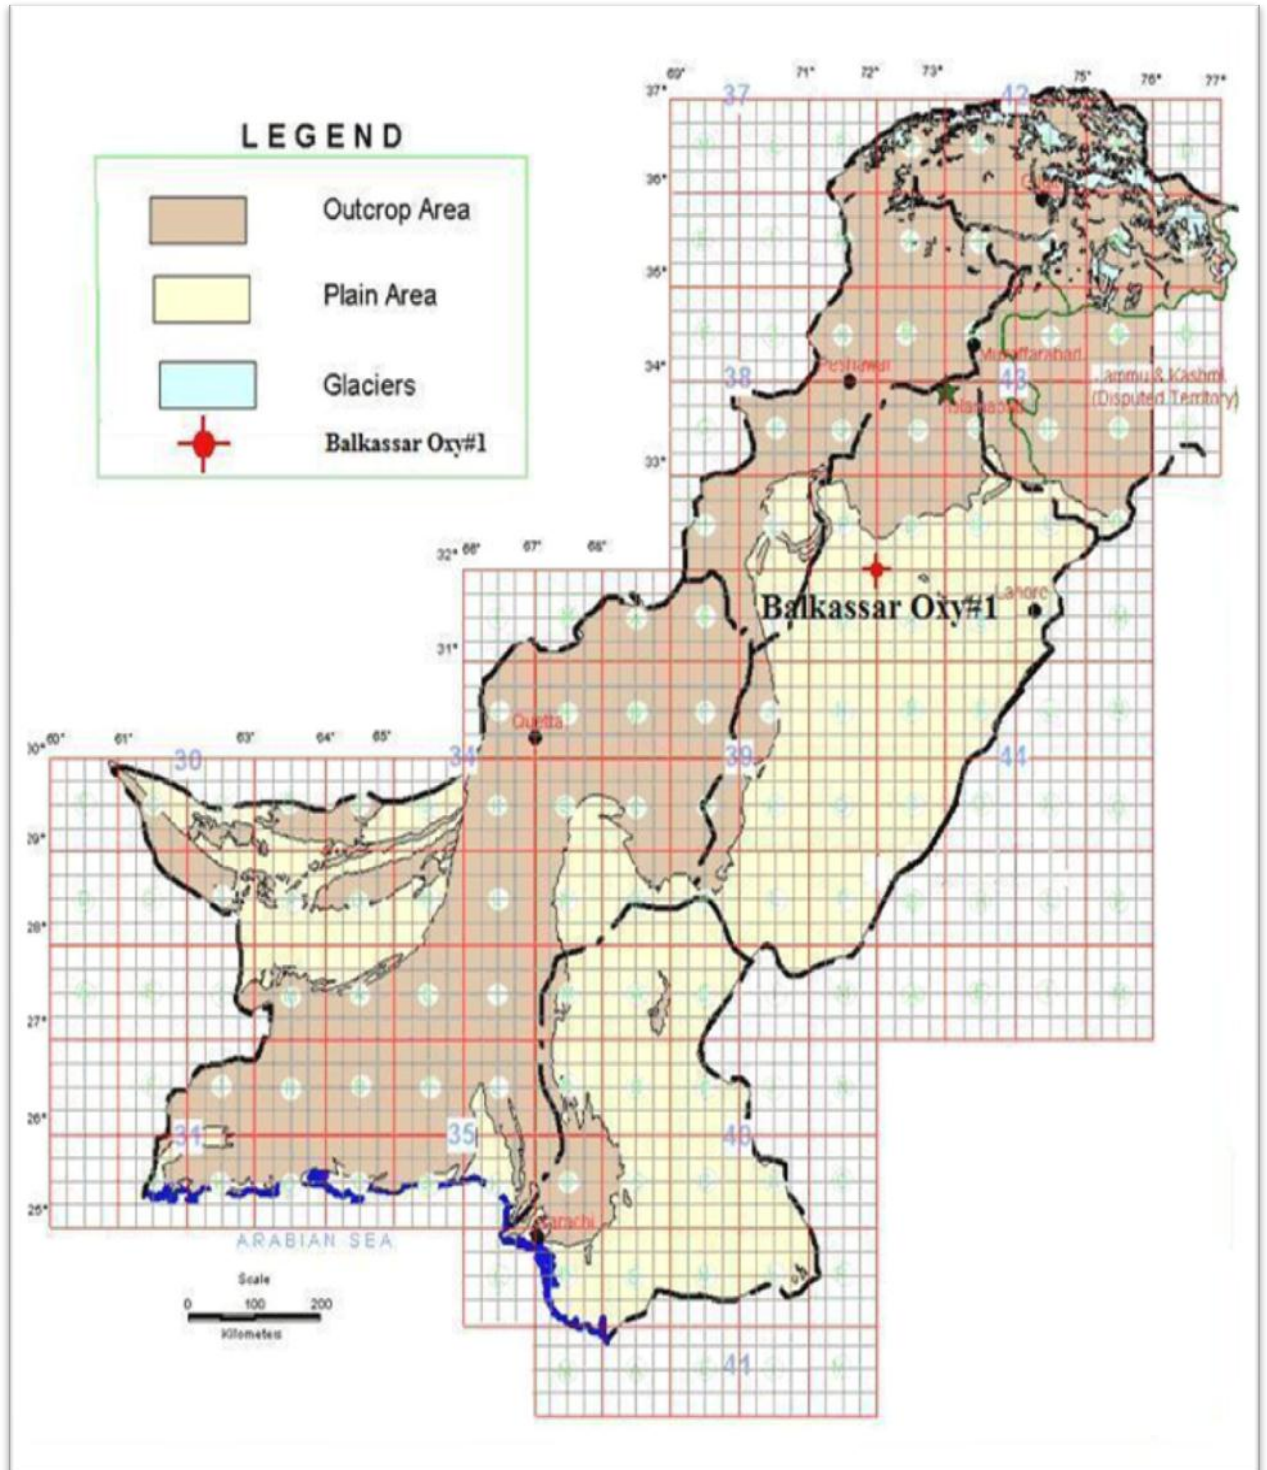 LEGEND
Outcrop Area
Plain Area
Glaciers
Balkassar Oxy#1
69° 71° 72° 73° 75° 76° 77°
37°
37 42
36°
35°
Muzaffarabad
34°
Peshawar
38 43
Jammu & Kashmir
(Disputed Territory)
Islamabad
33°
32° 66° 67° 68°
Lahore
Balkassar Oxy#1
31°
Quetta
30° 60° 61° 63° 64° 65°
30 34 39 44
29°
28°
27°
26°
31 35 40
25°
Karachi
ARABIAN SEA
Scale
0 100 200
Kilometers
41